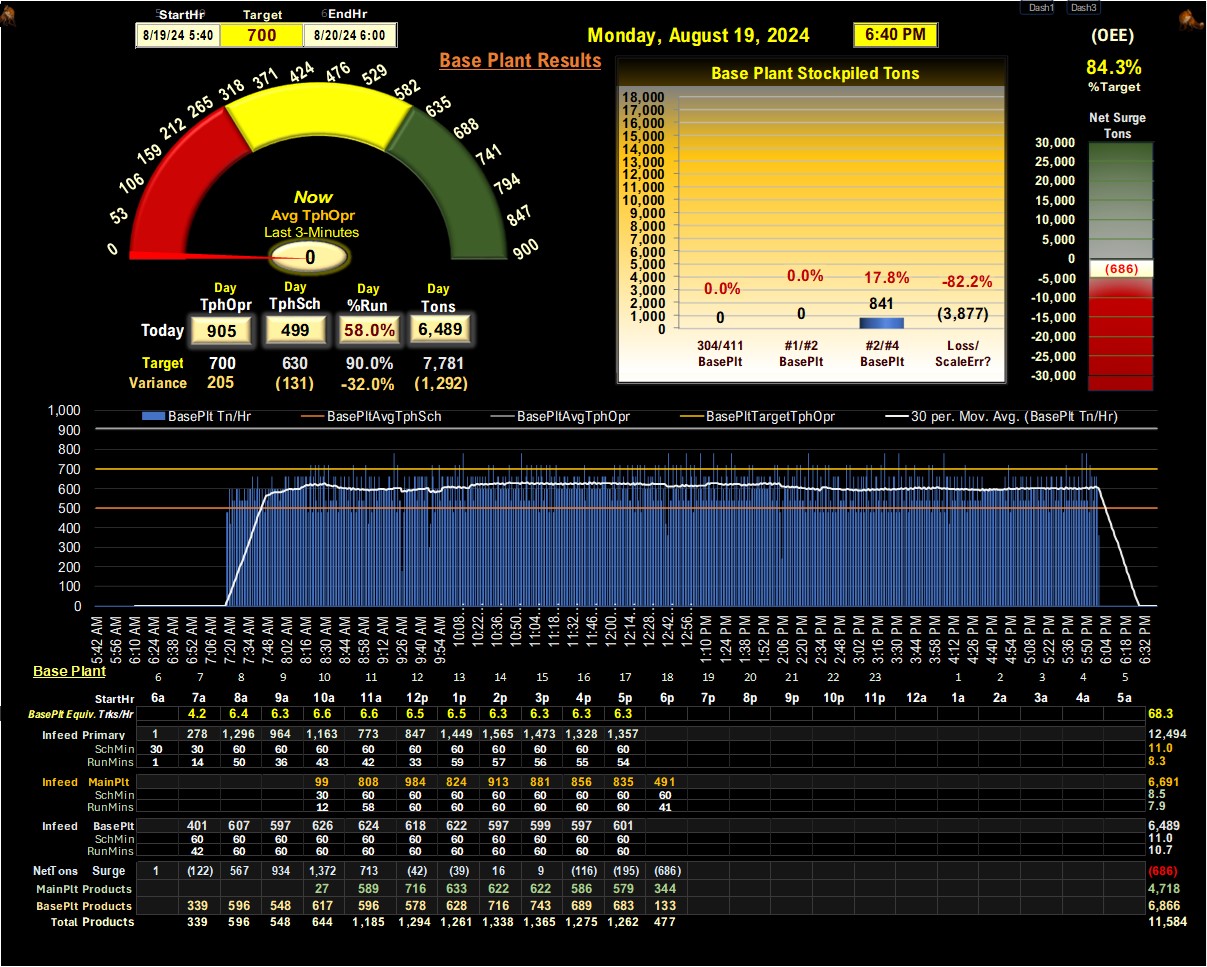 StartHr Target EndHr
8/19/24 5:40 700 8/20/24 6:00
Dash1 Dash3
Monday, August 19, 2024 6:40 PM
(OEE)
84.3%
%Target
Base Plant Results
0 53 106 159 212 265 318 371 424 476 529 582 635 688 741 794 847 900
Now
Avg TphOpr
Last 3-Minutes
0
Day Day Day Day
TphOpr TphSch %Run Tons
Today 905 499 58.0% 6,489
Target 700 630 90.0% 7,781
Variance 205 (131) -32.0% (1,292)
Base Plant Stockpiled Tons
18,000
17,000
16,000
15,000
14,000
13,000
12,000
11,000
10,000
9,000
8,000
7,000
6,000
5,000
4,000
3,000
2,000
1,000
0
0.0% 0.0% 17.8% -82.2%
0 0 841 (3,877)
304/411 #1/#2 #2/#4 Loss/
BasePlt BasePlt BasePlt ScaleErr?
Net Surge
Tons
30,000
25,000
20,000
15,000
10,000
5,000
0
(686)
-5,000
-10,000
-15,000
-20,000
-25,000
-30,000
BasePlt Tn/Hr BasePltAvgTphSch BasePltAvgTphOpr BasePltTargetTphOpr 30 per. Mov. Avg. (BasePlt Tn/Hr)
1,000
900
800
700
600
500
400
300
200
100
0
5:42 AM 5:56 AM 6:10 AM 6:24 AM 6:38 AM 6:52 AM 7:06 AM 7:20 AM 7:34 AM 7:48 AM 8:02 AM 8:16 AM 8:30 AM 8:44 AM 8:58 AM 9:12 AM 9:26 AM 9:40 AM 9:54 AM 10:08… 10:22… 10:36… 10:50… 11:04… 11:18… 11:32… 11:46… 12:00… 12:14… 12:28… 12:42… 12:56… 1:10 PM 1:24 PM 1:38 PM 1:52 PM 2:06 PM 2:20 PM 2:34 PM 2:48 PM 3:02 PM 3:16 PM 3:30 PM 3:44 PM 3:58 PM 4:12 PM 4:26 PM 4:40 PM 4:54 PM 5:08 PM 5:22 PM 5:36 PM 5:50 PM 6:04 PM 6:18 PM 6:32 PM
Base Plant
6 7 8 9 10 11 12 13 14 15 16 17 18 19 20 21 22 23 1 2 3 4 5
StartHr 6a 7a 8a 9a 10a 11a 12p 1p 2p 3p 4p 5p 6p 7p 8p 9p 10p 11p 12a 1a 2a 3a 4a 5a
BasePlt Equiv. Trks/Hr 4.2 6.4 6.3 6.6 6.6 6.5 6.5 6.3 6.3 6.3 6.3 68.3
Infeed Primary 1 278 1,296 964 1,163 773 847 1,449 1,565 1,473 1,328 1,357 12,494
SchMin 30 30 60 60 60 60 60 60 60 60 60 60 11.0
RunMins 1 14 50 36 43 42 33 59 57 56 55 54 8.3
Infeed MainPlt 99 808 984 824 913 881 856 835 491 6,691
SchMin 30 60 60 60 60 60 60 60 60 8.5
RunMins 12 58 60 60 60 60 60 60 41 7.9
Infeed BasePlt 401 607 597 626 624 618 622 597 599 597 601 6,489
SchMin 60 60 60 60 60 60 60 60 60 60 60 11.0
RunMins 42 60 60 60 60 60 60 60 60 60 60 10.7
NetTons Surge 1 (122) 567 934 1,372 713 (42) (39) 16 9 (116) (195) (686) (686)
MainPlt Products 27 589 716 633 622 622 586 579 344 4,718
BasePlt Products 339 596 548 617 596 578 628 716 743 689 683 133 6,866
Total Products 339 596 548 644 1,185 1,294 1,261 1,338 1,365 1,275 1,262 477 11,584